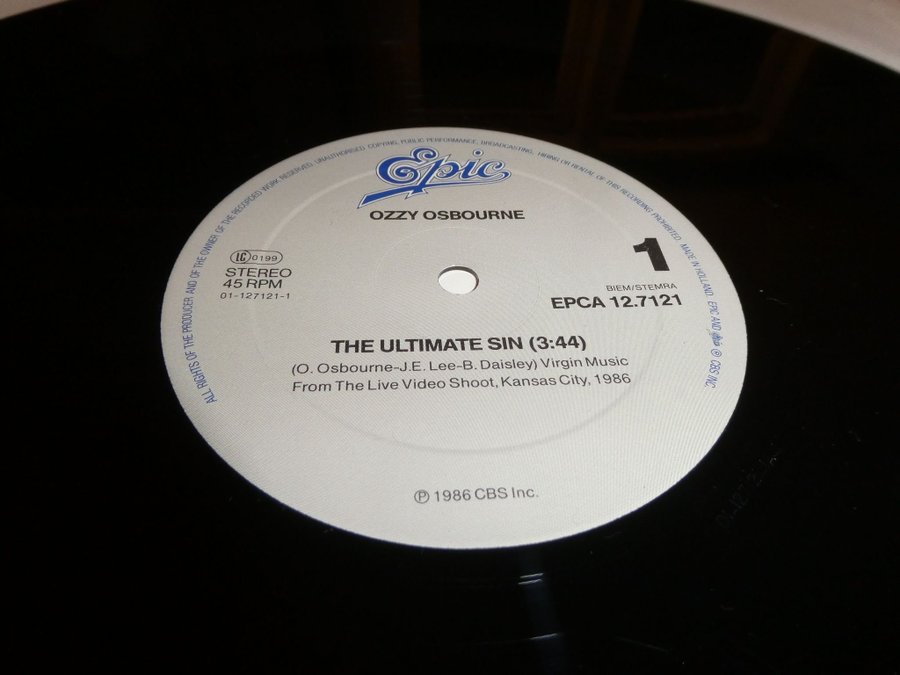 ALL RIGHTS OF THE PRODUCER AND OF THE OWNER OF THE RECORDED WORK RESERVED. UNAUTHORISED COPYING, PUBLIC PERFORMANCE, BROADCASTING, HIRING OR RENTAL OF THIS RECORDING PROHIBITED. MADE IN HOLLAND. EPIC AND Epic ® CBS INC.
Epic
OZZY OSBOURNE
LC 0199
STEREO
45 RPM
01-127121-1
1
BIEM/STEMRA
EPCA 12.7121
THE ULTIMATE SIN (3:44)
(O. Osbourne-J.E. Lee-B. Daisley) Virgin Music
From The Live Video Shoot, Kansas City, 1986
℗ 1986 CBS Inc.